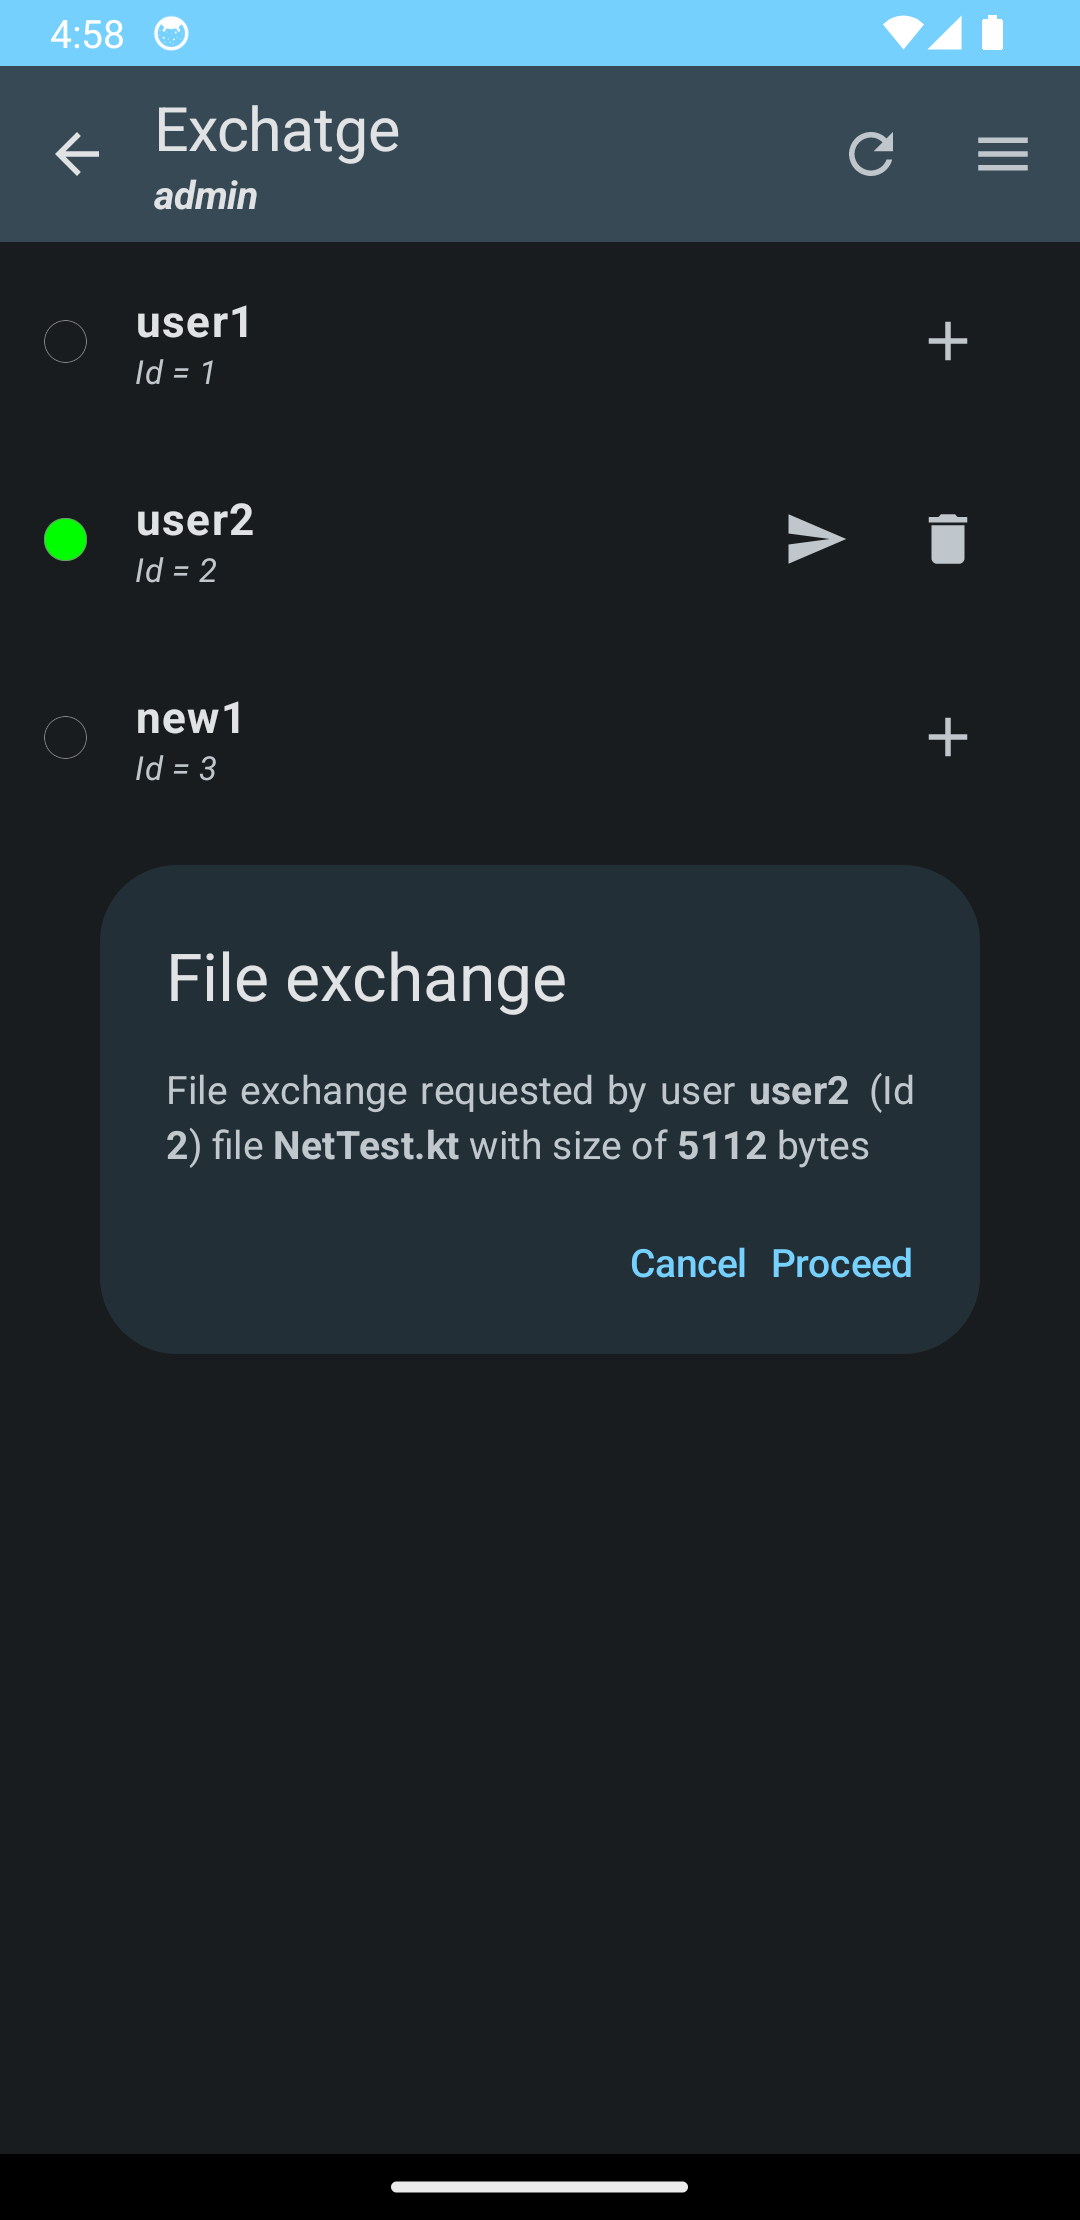 4:58
Exchatge
admin
user1
Id = 1
user2
Id = 2
new1
Id = 3
File exchange
File exchange requested by user user2 (Id
2) file NetTest.kt with size of 5112 bytes
Cancel Proceed